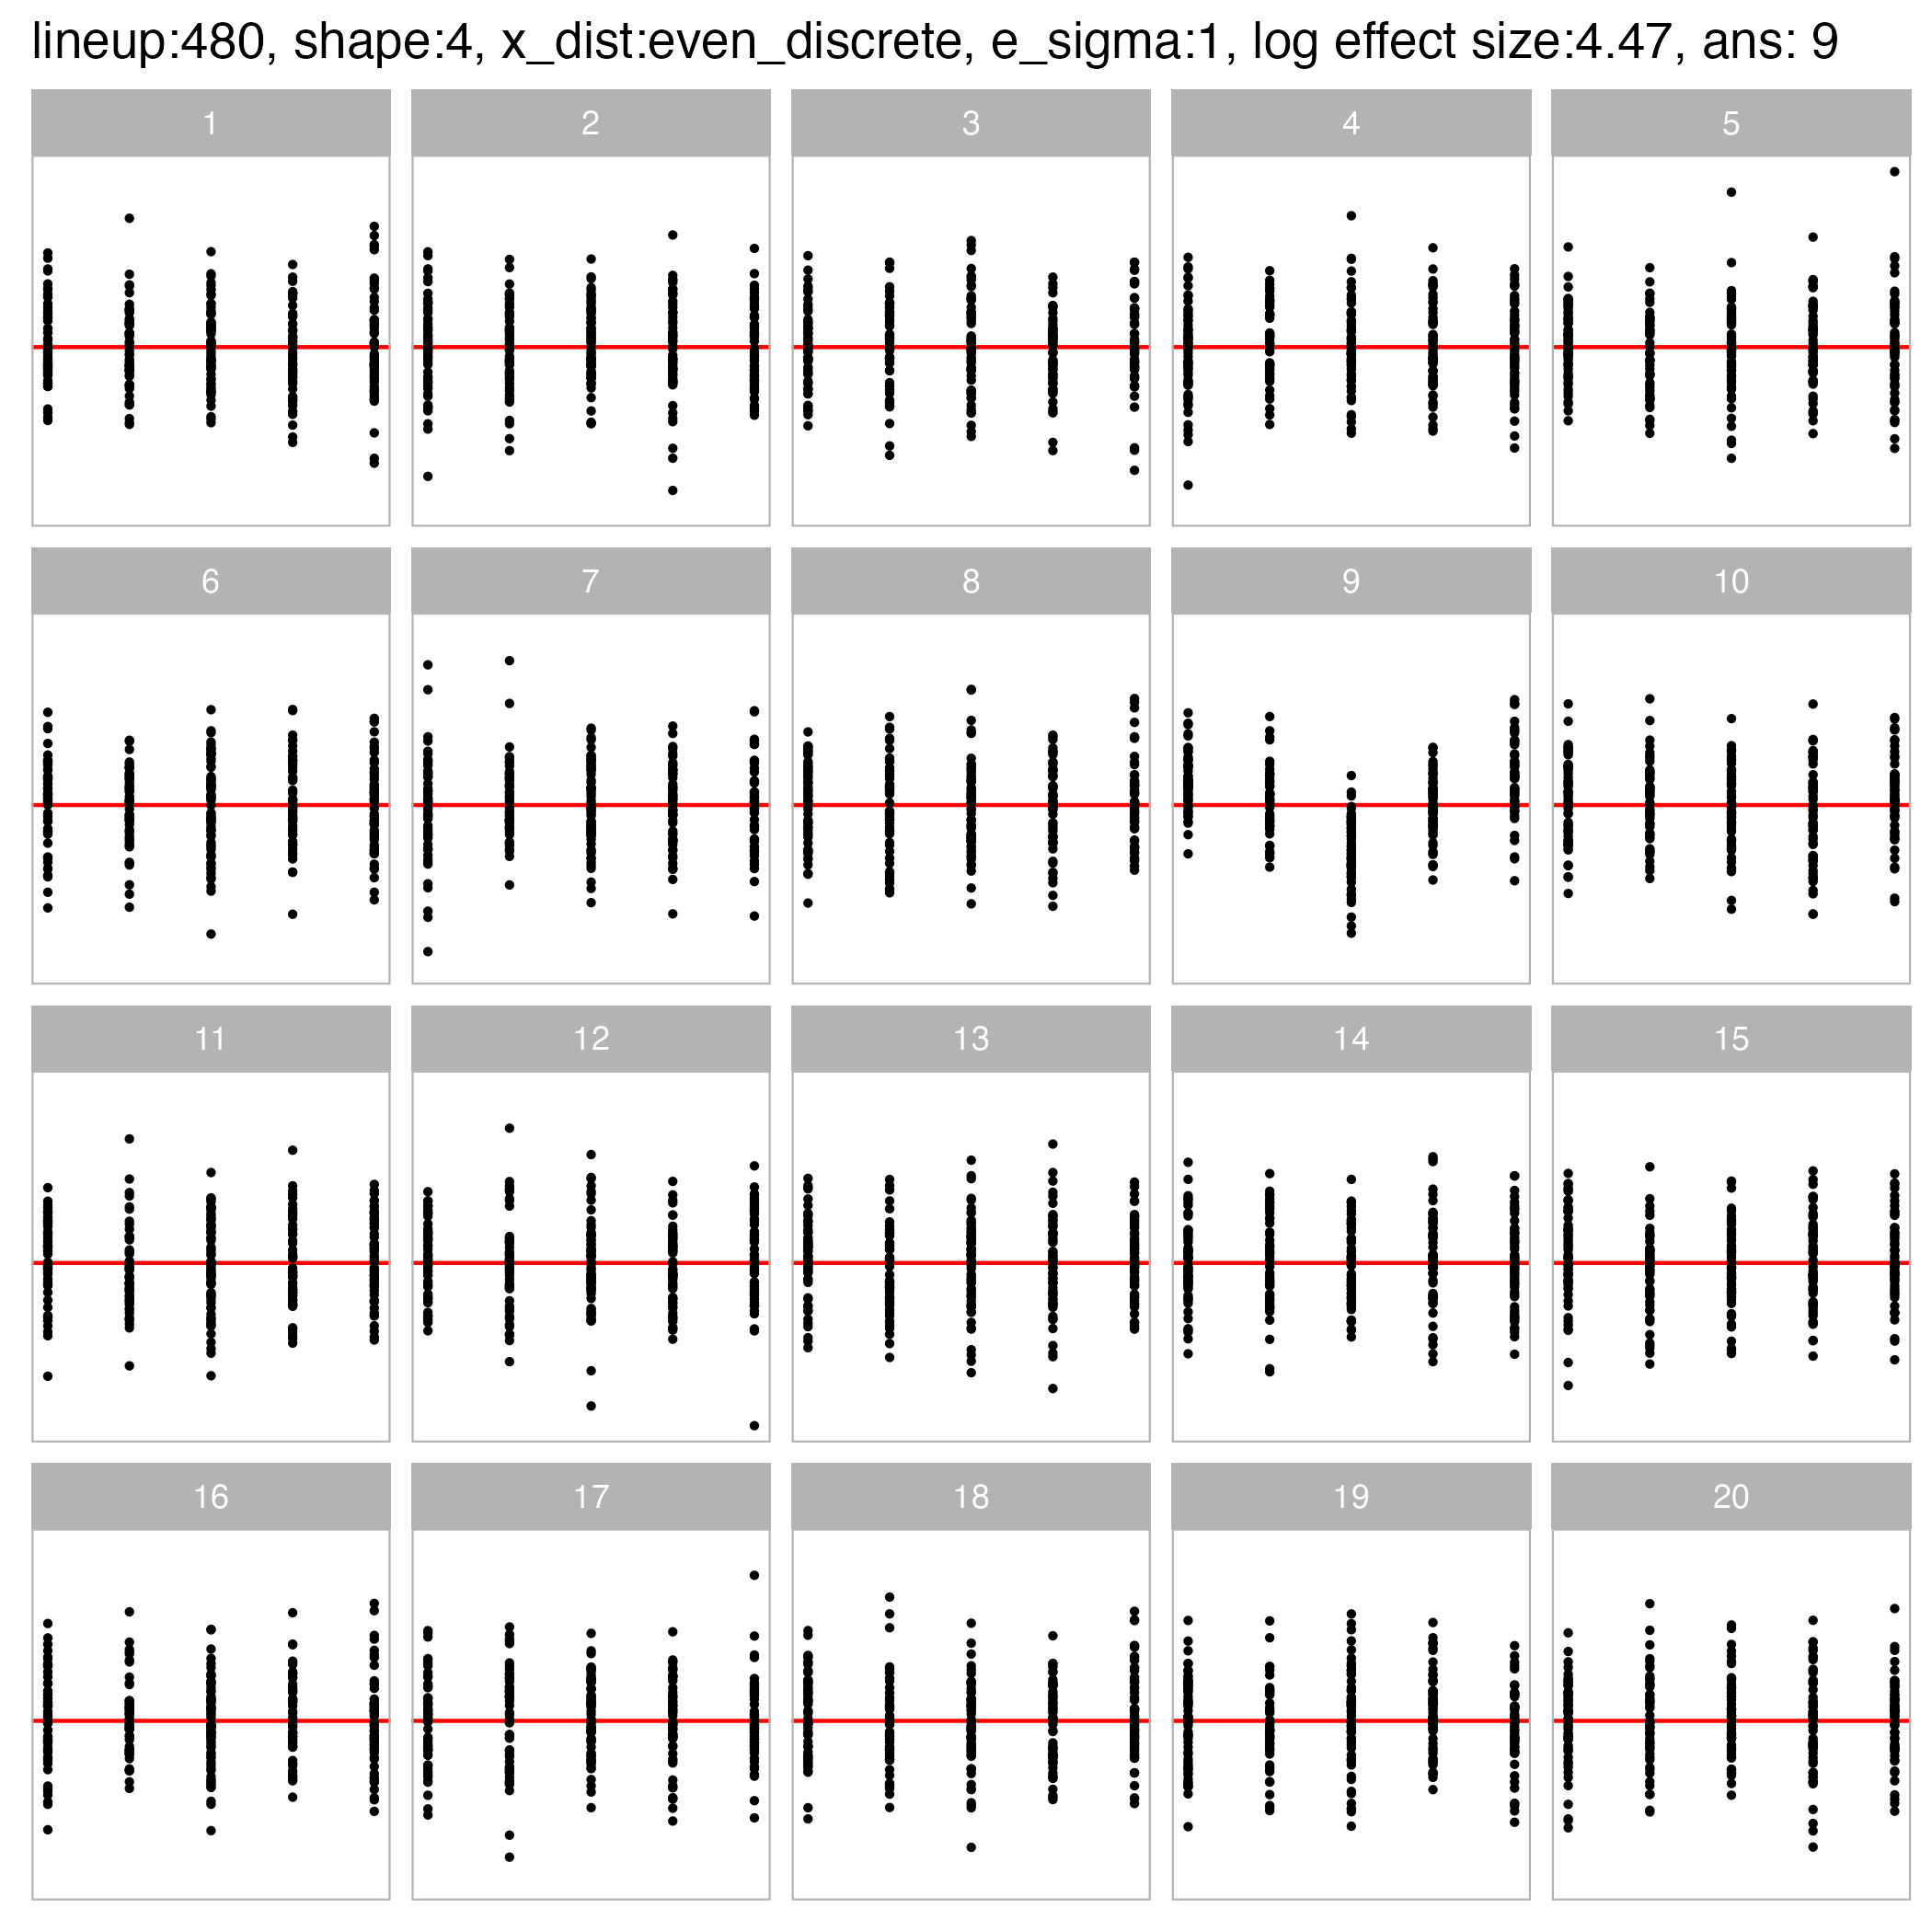 lineup:480, shape:4, x_dist:even_discrete, e_sigma:1, log effect size:4.47, ans: 9
1 2 3 4 5
6 7 8 9 10
11 12 13 14 15
16 17 18 19 20